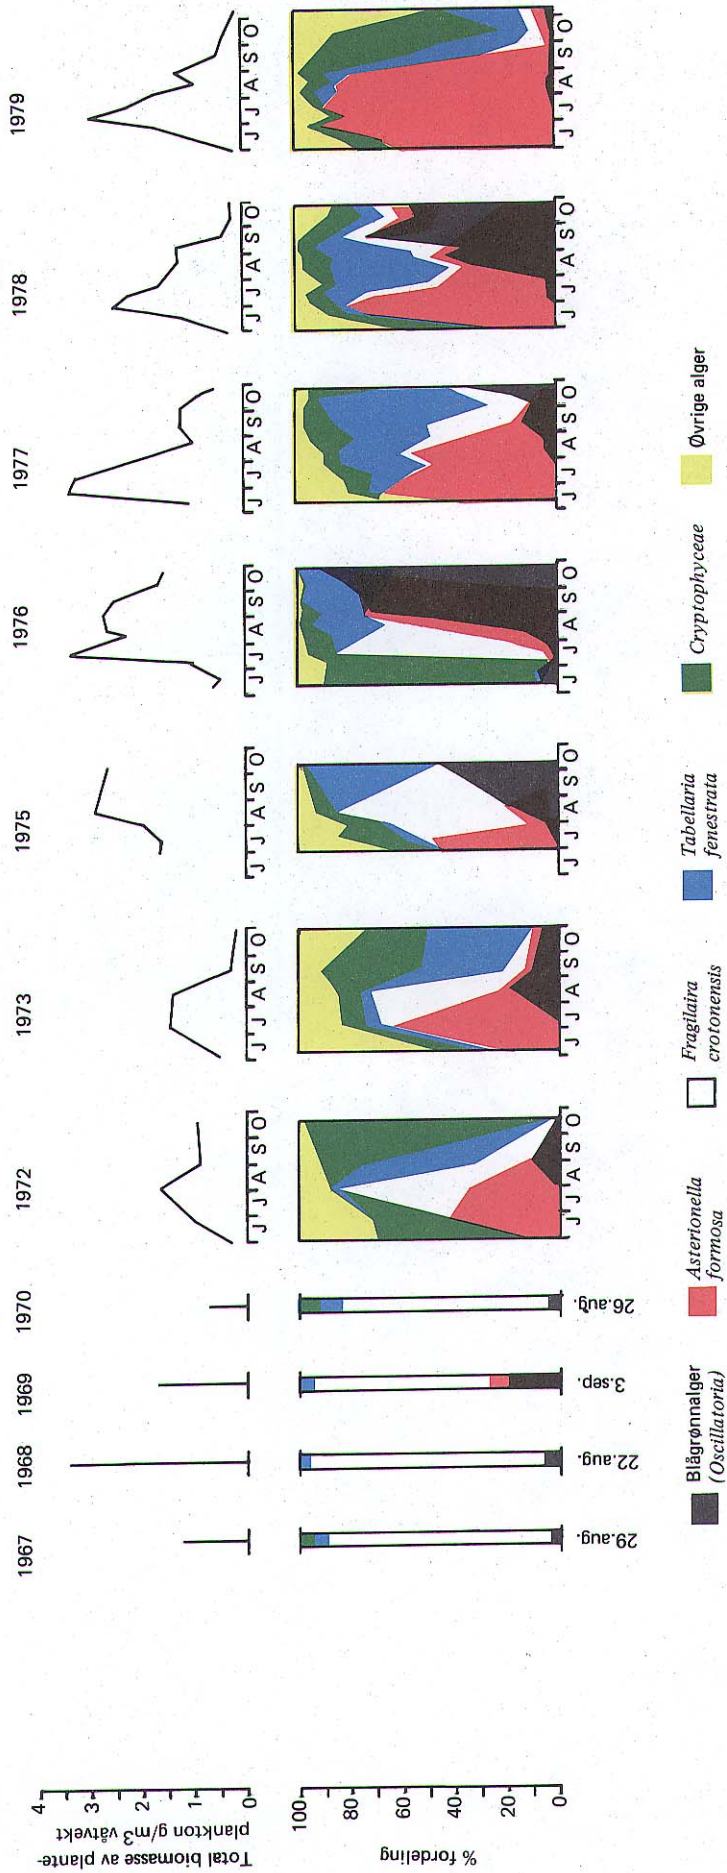 Total biomasse av plante-
plankton g/m³ våtvekt
4
3
2
1
0
1967
1968
1969
1970
1972
1973
1975
1976
1977
1978
1979
J J A S O
J J A S O
J J A S O
J J A S O
J J A S O
J J A S O
J J A S O
% fordeling
100
80
60
40
20
0
29.aug.
22.aug.
3.sep.
26.aug.
J J A S O
J J A S O
J J A S O
J J A S O
J J A S O
J J A S O
J J A S O
Blågrønnalger
(Oscillatoria)
Asterionella
formosa
Fragilaira
crotonensis
Tabellaria
fenestrata
Cryptophyceae
Øvrige alger